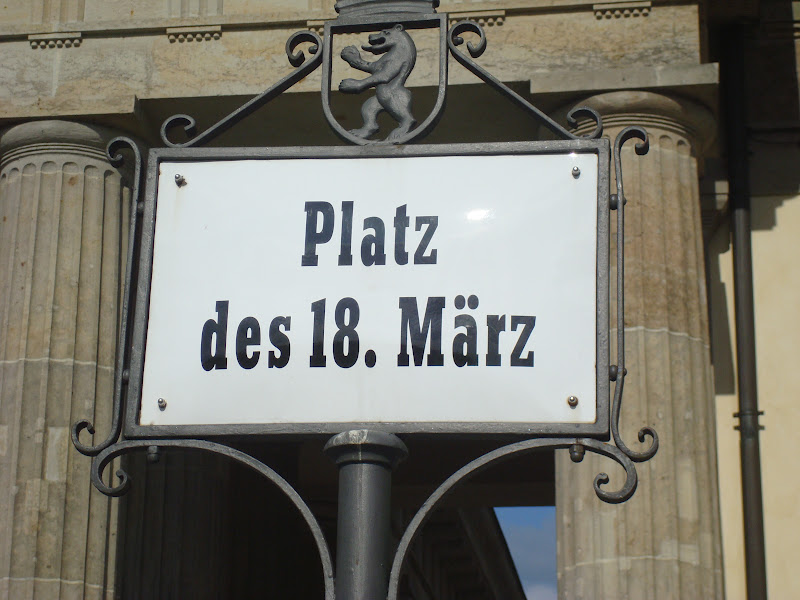 Platz
des 18. März